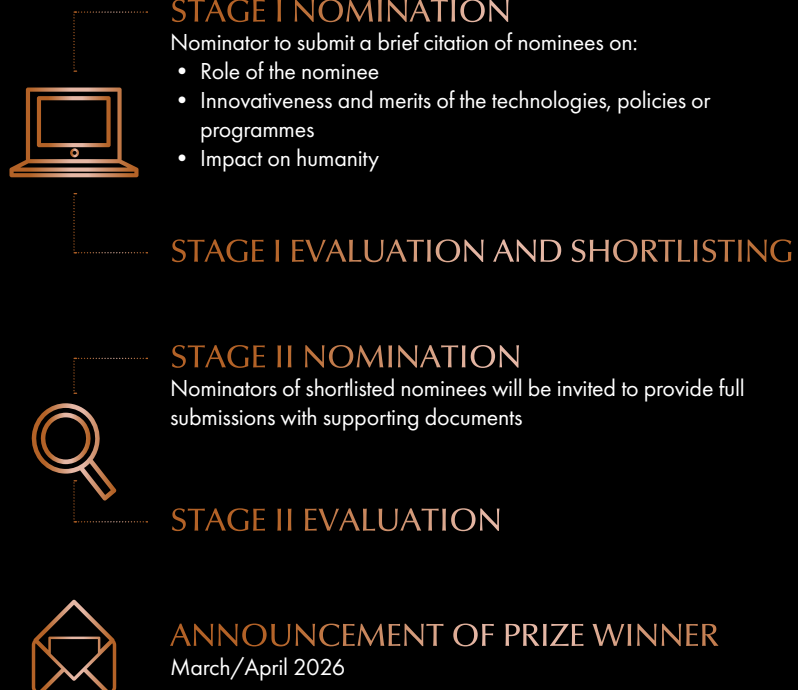 STAGE I NOMINATION
Nominator to submit a brief citation of nominees on:
• Role of the nominee
• Innovativeness and merits of the technologies, policies or
programmes
• Impact on humanity
STAGE I EVALUATION AND SHORTLISTING
STAGE II NOMINATION
Nominators of shortlisted nominees will be invited to provide full
submissions with supporting documents
STAGE II EVALUATION
ANNOUNCEMENT OF PRIZE WINNER
March/April 2026